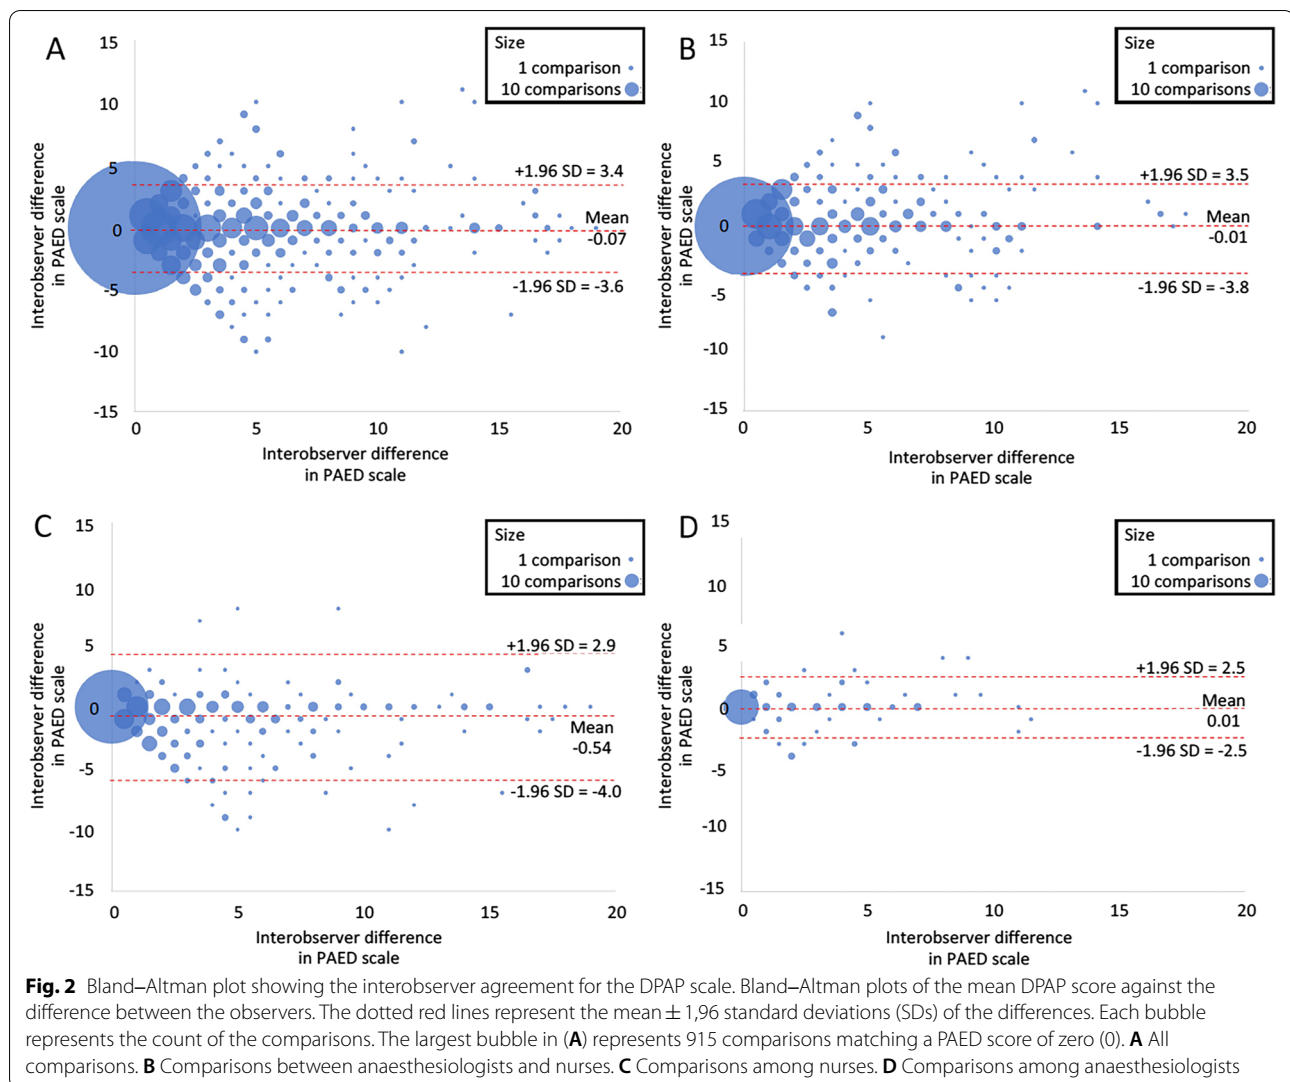 A
15
10
5
0
-5
-10
-15
0 5 10 15 20
Interobserver difference
in PAED scale
Interobserver difference
in PAED scale
Size
1 comparison
10 comparisons
+1.96 SD = 3.4
Mean
-0.07
-1.96 SD = -3.6
B
15
10
5
0
-5
-10
-15
0 5 10 15 20
Interobserver difference
in PAED scale
Interobserver difference
in PAED scale
Size
1 comparison
10 comparisons
+1.96 SD = 3.5
Mean
-0.01
-1.96 SD = -3.8
C
15
10
5
0
-5
-10
-15
0 5 10 15 20
Interobserver difference
in PAED scale
Interobserver difference
in PAED scale
Size
1 comparison
10 comparisons
+1.96 SD = 2.9
Mean
-0.54
-1.96 SD = -4.0
D
15
10
5
0
-5
-10
-15
0 5 10 15 20
Interobserver difference
in PAED scale
Interobserver difference
in PAED scale
Size
1 comparison
10 comparisons
+1.96 SD = 2.5
Mean
0.01
-1.96 SD = -2.5
Fig. 2 Bland–Altman plot showing the interobserver agreement for the DPAP scale. Bland–Altman plots of the mean DPAP score against the
difference between the observers. The dotted red lines represent the mean ± 1,96 standard deviations (SDs) of the differences. Each bubble
represents the count of the comparisons. The largest bubble in (A) represents 915 comparisons matching a PAED score of zero (0). A All
comparisons. B Comparisons between anaesthesiologists and nurses. C Comparisons among nurses. D Comparisons among anaesthesiologists